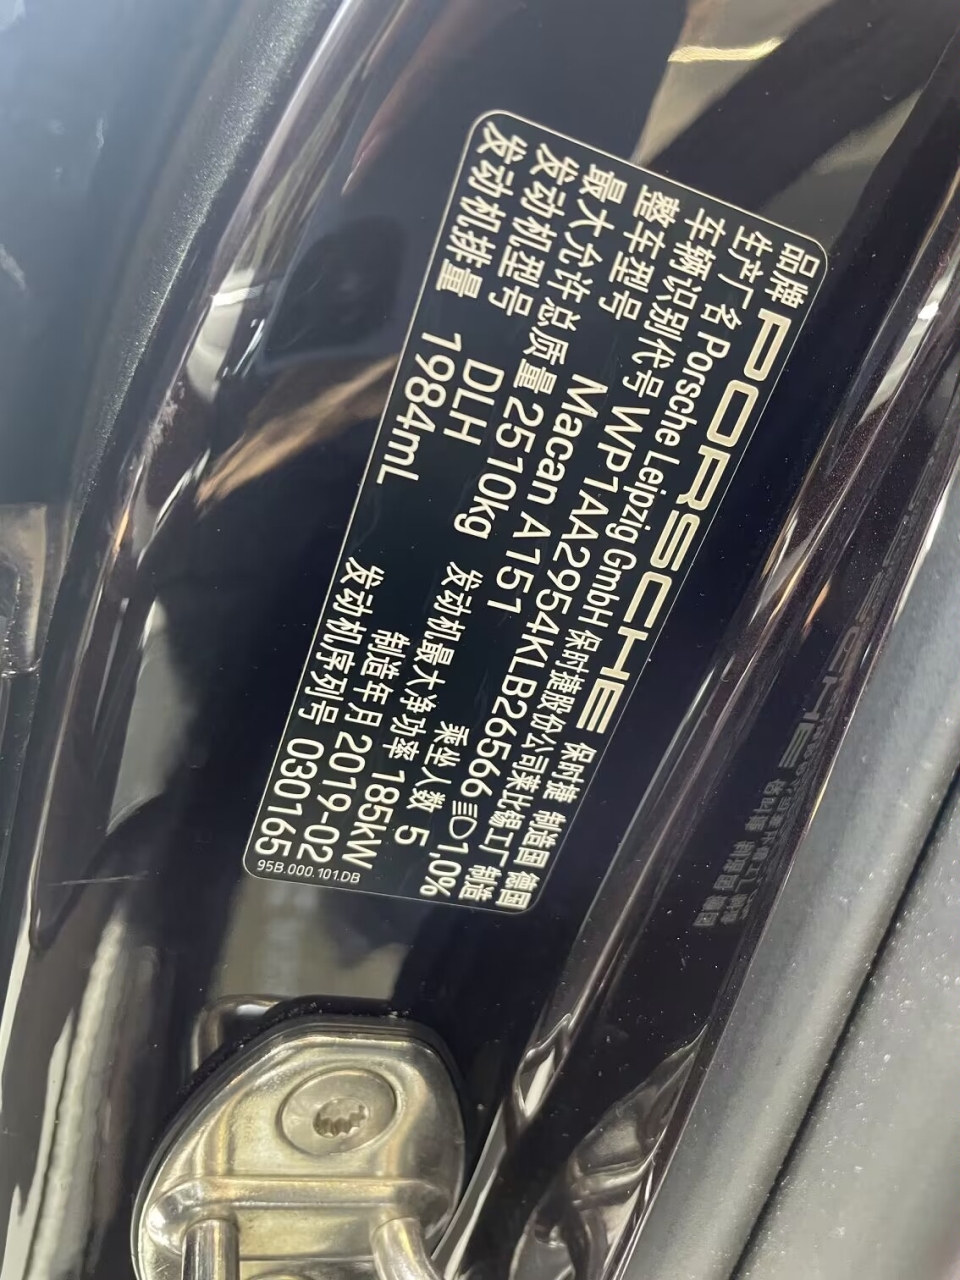 品牌 PORSCHE 保时捷 制造国 德国
生产厂名 Porsche Leipzig GmbH 保时捷股份公司莱比锡工厂 制造
车辆识别代号 WP1AA2954KLB26566 1,0%
整车型号 Macan A151 乘坐人数 5
最大允许总质量 2510kg 发动机最大净功率 185kW
发动机型号 DLH 制造年月 2019-02
发动机排量 1984mL 发动机序列号 030165
95B.000.101.DB